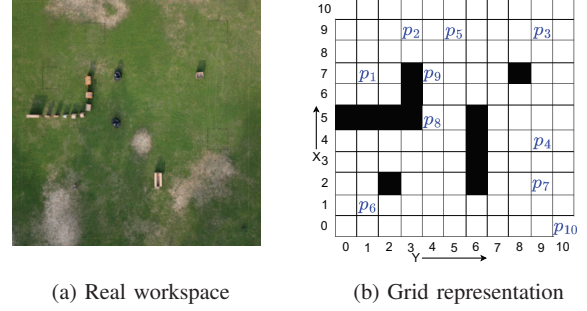 10
9 p2 p5 p3
8
7 p1 p9
6
5 p8
4 p4
X 3
2 p7
1 p6
0 p10
0 1 2 3 4 5 6 7 8 9 10
Y
(a) Real workspace (b) Grid representation